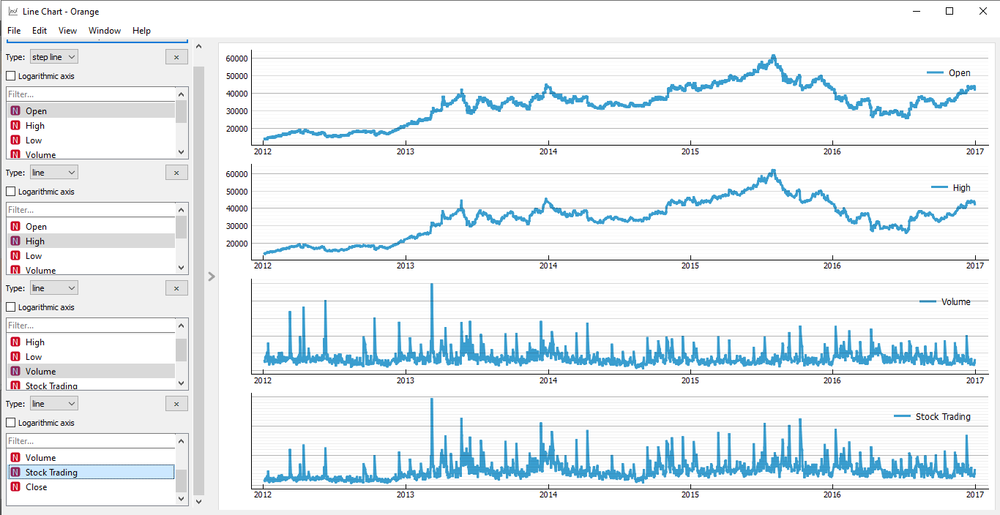 Line Chart - Orange
File Edit View Window Help
Type: step line ×
Logarithmic axis
Filter...
N Open
N High
N Low
N Volume
Type: line ×
Logarithmic axis
Filter...
N Open
N High
N Low
N Volume
Type: line ×
Logarithmic axis
Filter...
N High
N Low
N Volume
N Stock Trading
Type: line ×
Logarithmic axis
Filter...
N Volume
N Stock Trading
N Close
60000
50000
40000
30000
20000
Open
2012 2013 2014 2015 2016 2017
60000
50000
40000
30000
20000
High
2012 2013 2014 2015 2016 2017
Volume
2012 2013 2014 2015 2016 2017
Stock Trading
2012 2013 2014 2015 2016 2017